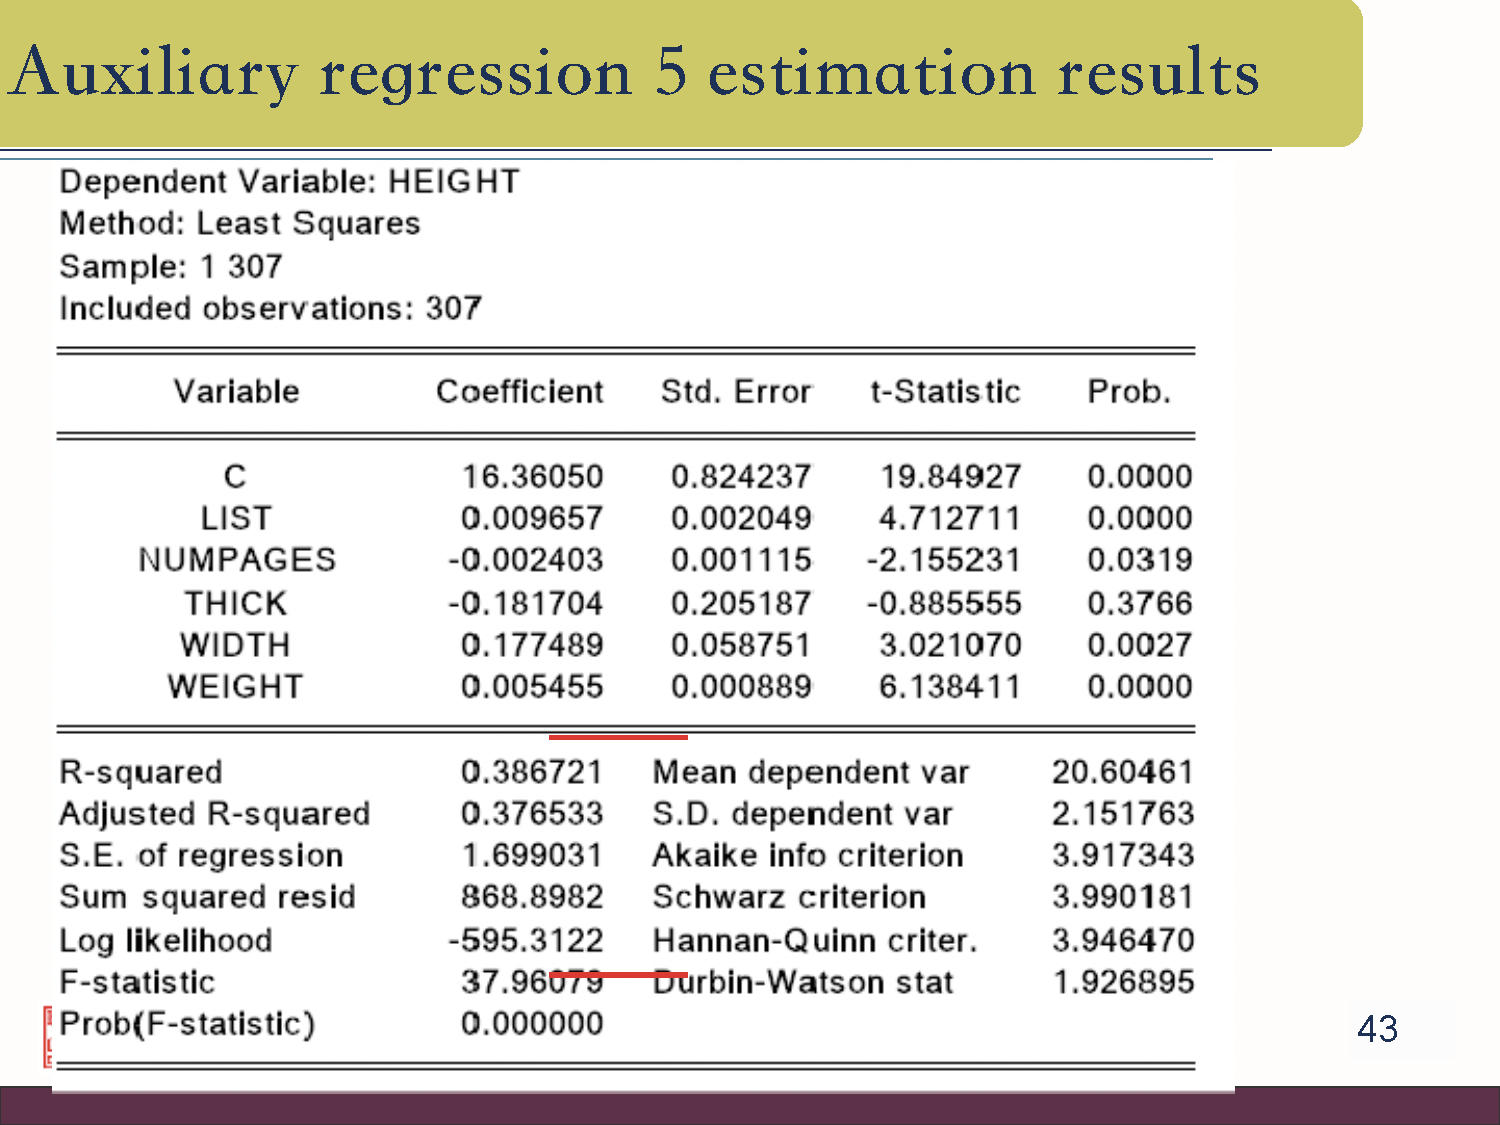 Auxiliary regression 5 estimation results
Dependent Variable: HEIGHT
Method: Least Squares
Sample: 1 307
Included observations: 307
Variable Coefficient Std. Error t-Statistic Prob.
C 16.36050 0.824237 19.84927 0.0000
LIST 0.009657 0.002049 4.712711 0.0000
NUMPAGES -0.002403 0.001115 -2.155231 0.0319
THICK -0.181704 0.205187 -0.885555 0.3766
WIDTH 0.177489 0.058751 3.021070 0.0027
WEIGHT 0.005455 0.000889 6.138411 0.0000
R-squared 0.386721 Mean dependent var 20.60461
Adjusted R-squared 0.376533 S.D. dependent var 2.151763
S.E. of regression 1.699031 Akaike info criterion 3.917343
Sum squared resid 868.8982 Schwarz criterion 3.990181
Log likelihood -595.3122 Hannan-Quinn criter. 3.946470
F-statistic 37.96079 Durbin-Watson stat 1.926895
Prob(F-statistic) 0.000000
43